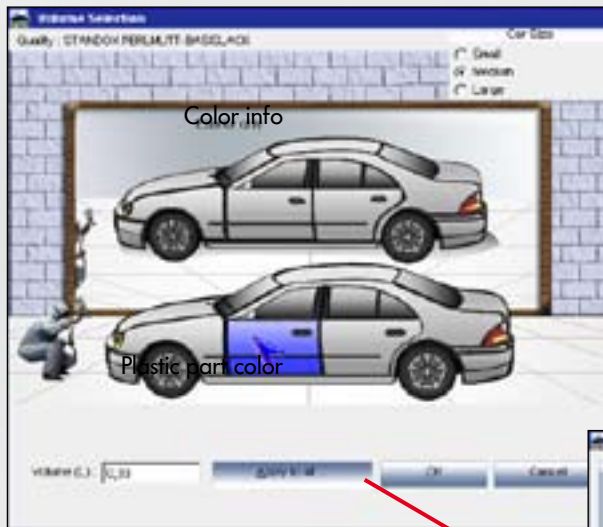 Volume Selection
Quality : STANDOX PERLMUTT-BASISLACK
Car Size
Small
Medium
Large
Color info
Plastic part color
Volume (L) :
Apply to all
OK
Cancel